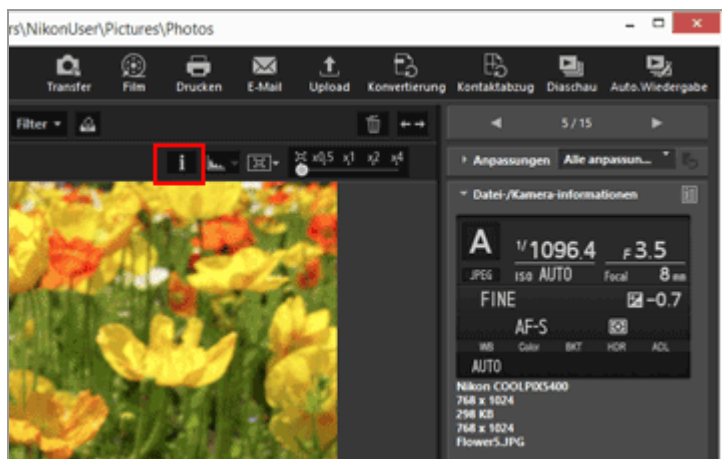 rs\NikonUser\Pictures\Photos
Transfer Film Drucken E-Mail Upload Konvertierung Kontaktabzug Diaschau Auto.Wiedergabe
Filter
5 / 15
i x0,5 x1 x2 x4
Anpassungen Alle anpassun...
Datei-/Kamera-informationen
A 1/1096.4 F3.5
JPEG ISO AUTO Focal 8mm
FINE -0.7
AF-S
WB Color BKT HDR ADL
AUTO
Nikon COOLPIX5400
768 x 1024
298 KB
768 x 1024
Flower5.JPG